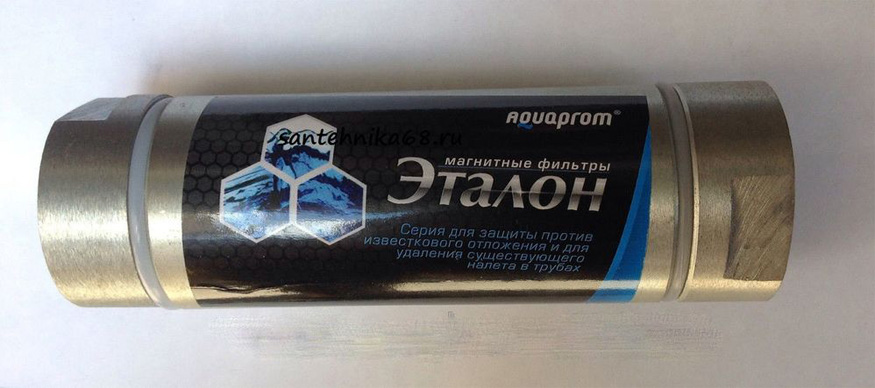 aquaprom®
santehnika68.ru
магнитные фильтры
Эталон
Серия для защиты против
известкового отложения и для
удаления существующего
налета в трубах